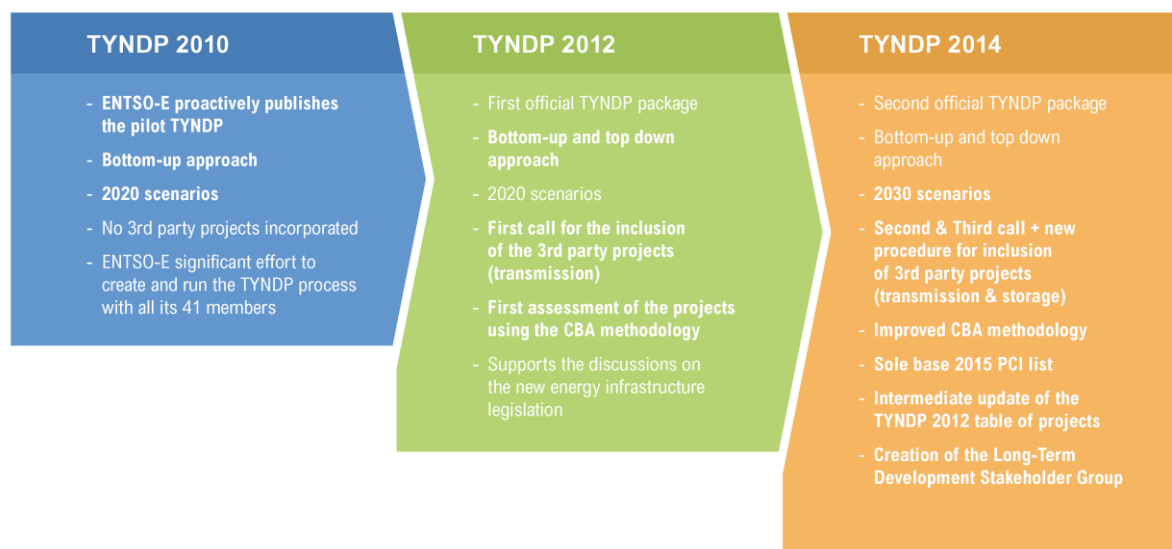 TYNDP 2010
- ENTSO-E proactively publishes
the pilot TYNDP
- Bottom-up approach
- 2020 scenarios
- No 3rd party projects incorporated
- ENTSO-E significant effort to
create and run the TYNDP process
with all its 41 members
TYNDP 2012
- First official TYNDP package
- Bottom-up and top down
approach
- 2020 scenarios
- First call for the inclusion
of the 3rd party projects
(transmission)
- First assessment of the projects
using the CBA methodology
- Supports the discussions on
the new energy infrastructure
legislation
TYNDP 2014
- Second official TYNDP package
- Bottom-up and top down
approach
- 2030 scenarios
- Second & Third call + new
procedure for inclusion
of 3rd party projects
(transmission & storage)
- Improved CBA methodology
- Sole base 2015 PCI list
- Intermediate update of the
TYNDP 2012 table of projects
- Creation of the Long-Term
Development Stakeholder Group